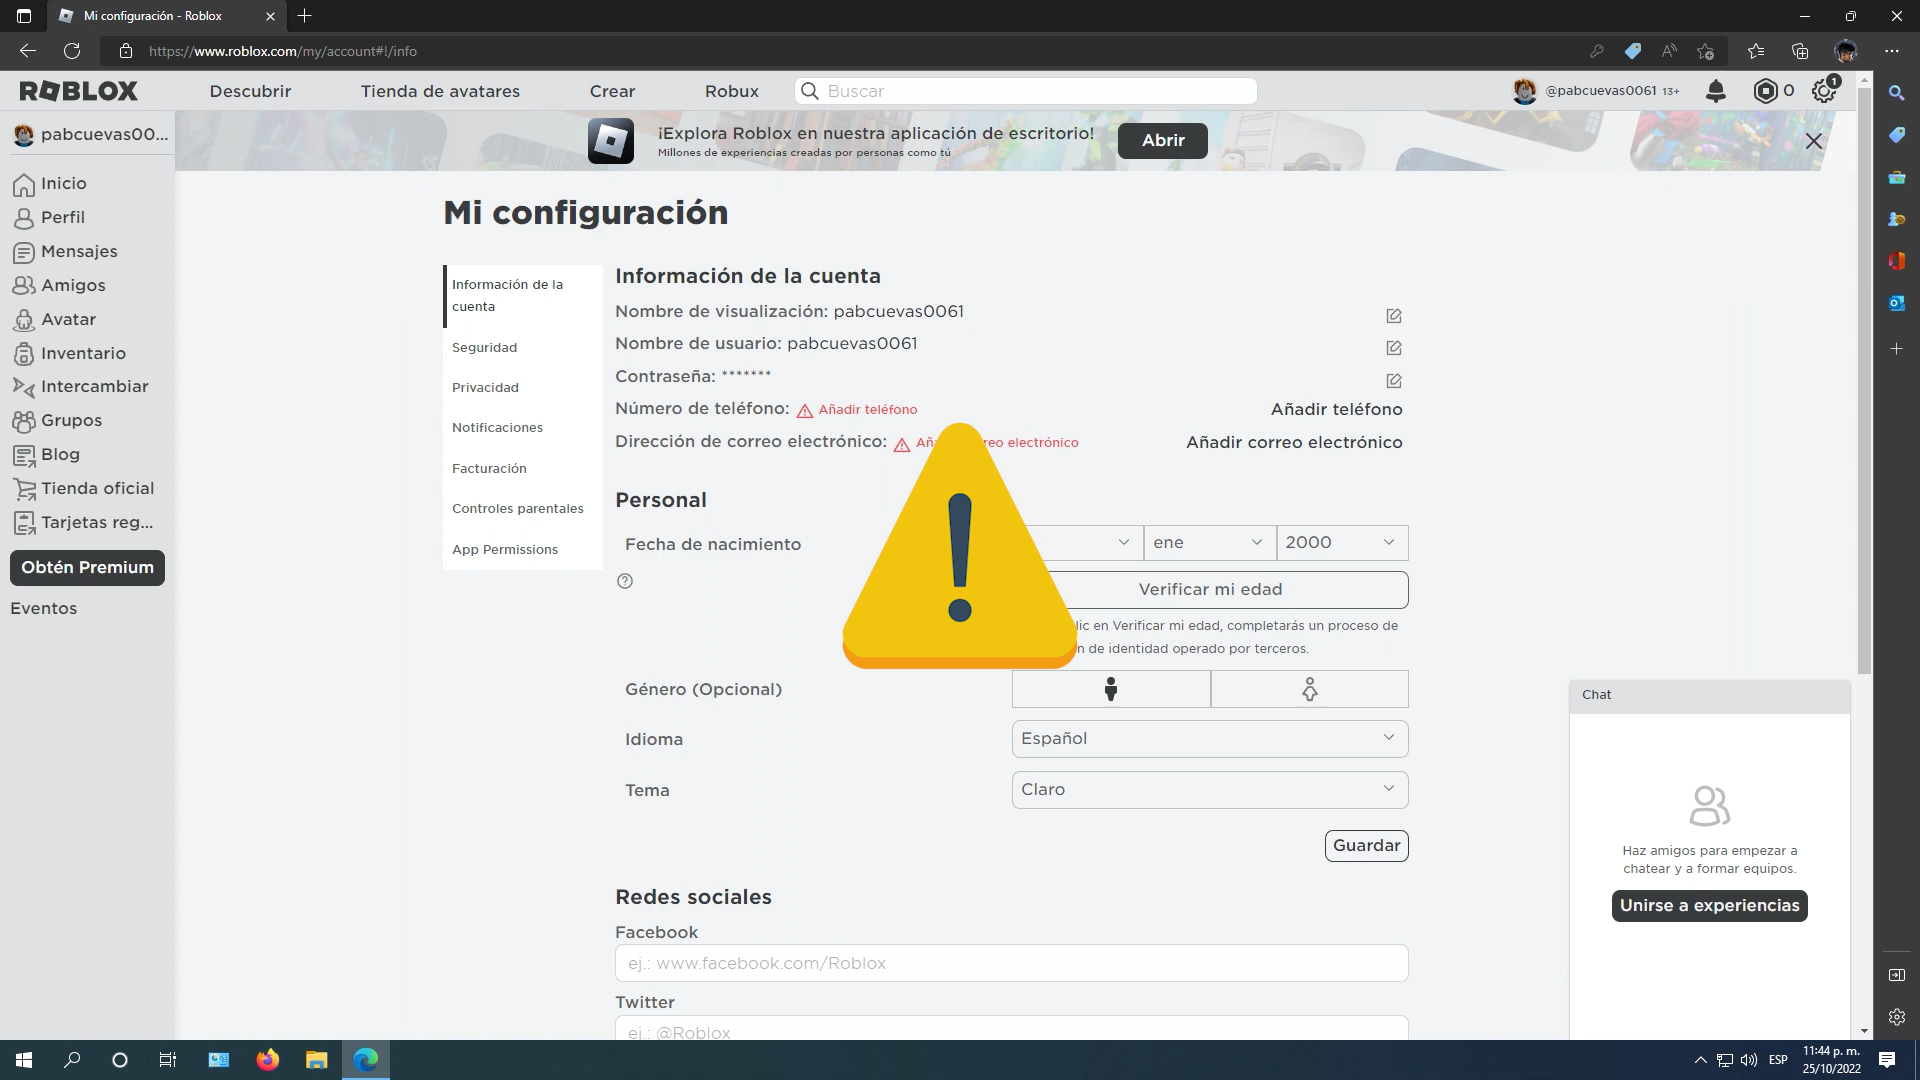 Mi configuración - Roblox
https://www.roblox.com/my/account#!/info
ROBLOX
Descubrir
Tienda de avatares
Crear
Robux
Buscar
@pabcuevas0061 13+
0
1
pabcuevas00...
¡Explora Roblox en nuestra aplicación de escritorio!
Millones de experiencias creadas por personas como tú
Abrir
Inicio
Perfil
Mensajes
Amigos
Avatar
Inventario
Intercambiar
Grupos
Blog
Tienda oficial
Tarjetas reg...
Obtén Premium
Eventos
Mi configuración
Información de la
cuenta
Seguridad
Privacidad
Notificaciones
Facturación
Controles parentales
App Permissions
Información de la cuenta
Nombre de visualización: pabcuevas0061
Nombre de usuario: pabcuevas0061
Contraseña: *******
Número de teléfono: Añadir teléfono
Añadir teléfono
Dirección de correo electrónico: electrónico
Añadir correo electrónico
Personal
Fecha de nacimiento
ene
2000
Verificar mi edad
en Verificar mi edad, completarás un proceso de
de identidad operado por terceros.
Género (Opcional)
Idioma
Español
Tema
Claro
Guardar
Redes sociales
Facebook
ej.: www.facebook.com/Roblox
Twitter
ej.: @Roblox
Chat
Haz amigos para empezar a
chatear y a formar equipos.
Unirse a experiencias
ESP
11:44 p. m.
25/10/2022